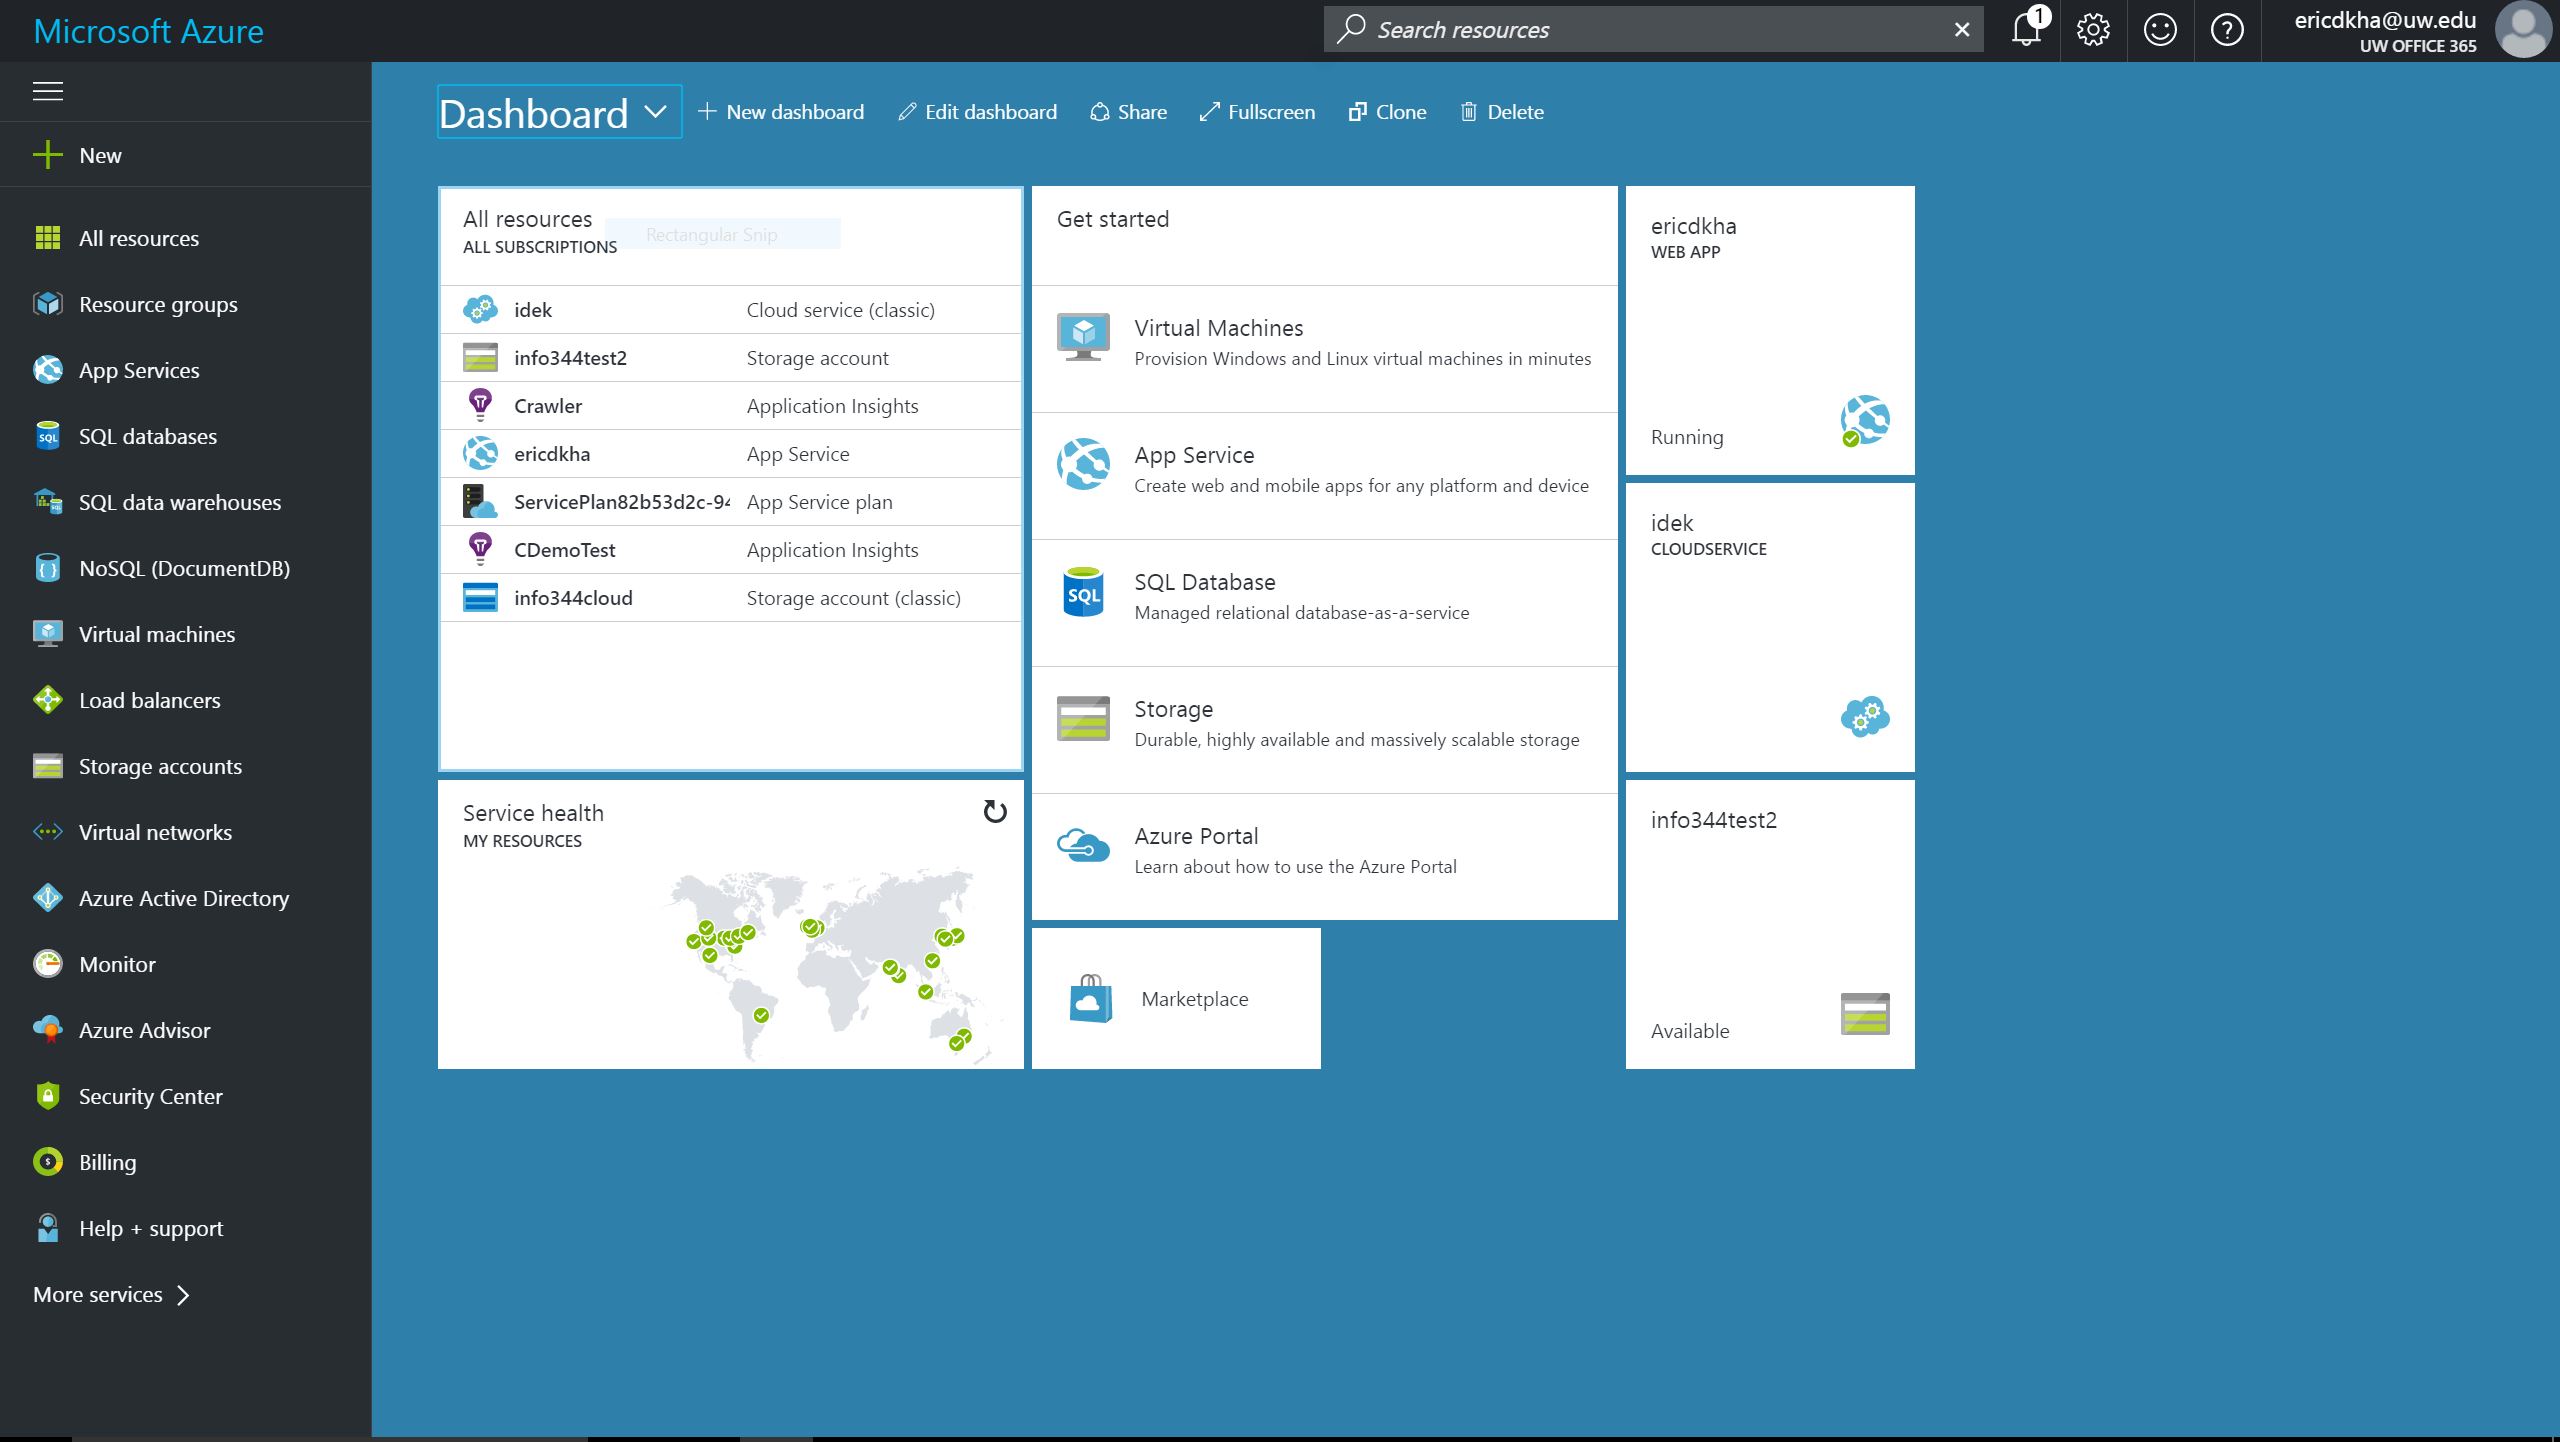 Microsoft Azure
Search resources
1
ericdkha@uw.edu
UW OFFICE 365
New
All resources
Resource groups
App Services
SQL databases
SQL data warehouses
NoSQL (DocumentDB)
Virtual machines
Load balancers
Storage accounts
Virtual networks
Azure Active Directory
Monitor
Azure Advisor
Security Center
Billing
Help + support
More services
Dashboard
New dashboard
Edit dashboard
Share
Fullscreen
Clone
Delete
All resources
Rectangular Snip
ALL SUBSCRIPTIONS
idek Cloud service (classic)
info344test2 Storage account
Crawler Application Insights
ericdkha App Service
ServicePlan82b53d2c-94 App Service plan
CDemoTest Application Insights
info344cloud Storage account (classic)
Service health
MY RESOURCES
Get started
Virtual Machines
Provision Windows and Linux virtual machines in minutes
App Service
Create web and mobile apps for any platform and device
SQL
SQL Database
Managed relational database-as-a-service
Storage
Durable, highly available and massively scalable storage
Azure Portal
Learn about how to use the Azure Portal
Marketplace
ericdkha
WEB APP
Running
idek
CLOUDSERVICE
info344test2
Available